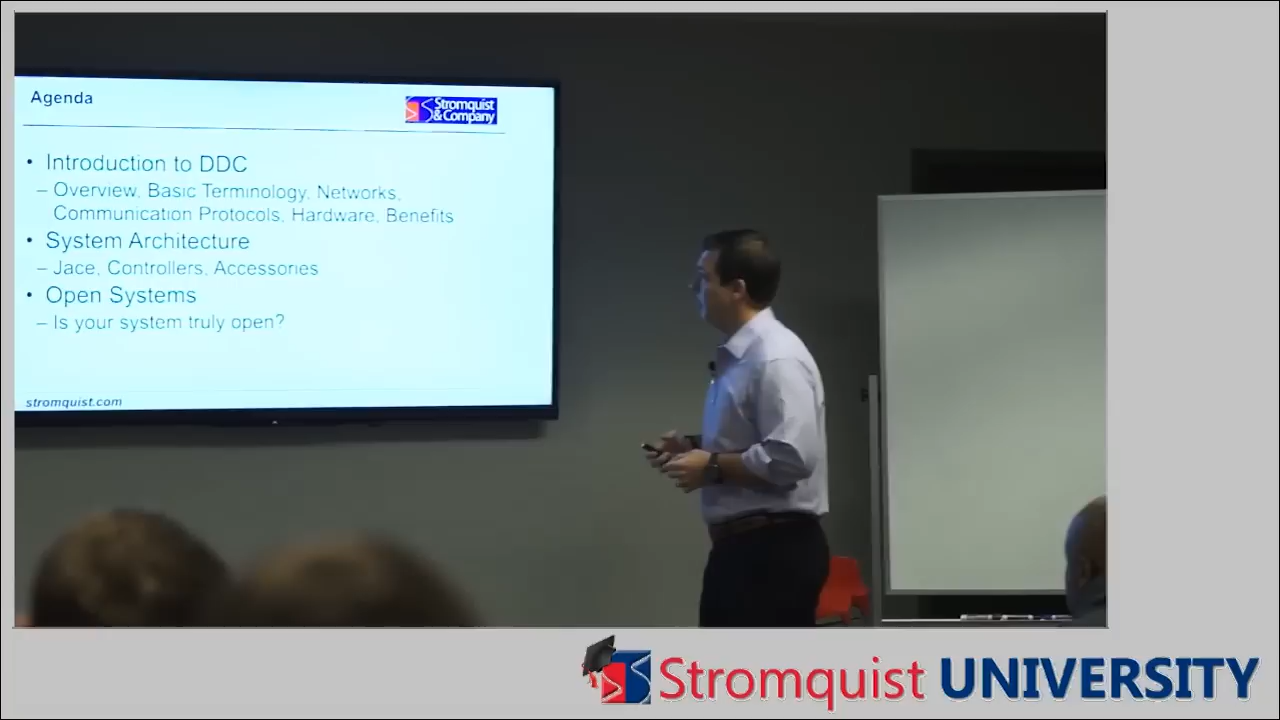 Agenda
Stromquist
& Company
• Introduction to DDC
– Overview, Basic Terminology, Networks,
Communication Protocols, Hardware, Benefits
• System Architecture
– Jace, Controllers, Accessories
• Open Systems
– Is your system truly open?
stromquist.com
Stromquist UNIVERSITY